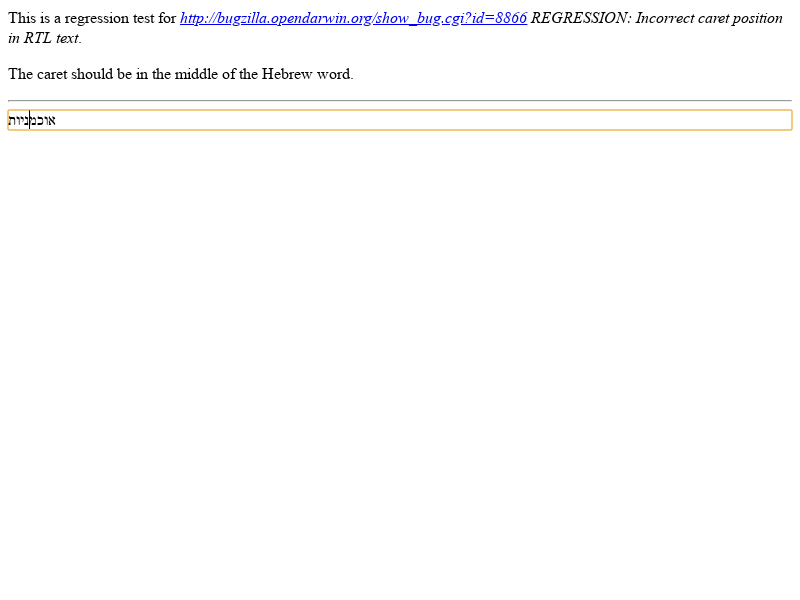 This is a regression test for http://bugzilla.opendarwin.org/show_bug.cgi?id=8866 REGRESSION: Incorrect caret position
in RTL text.
The caret should be in the middle of the Hebrew word.
אוכמניות